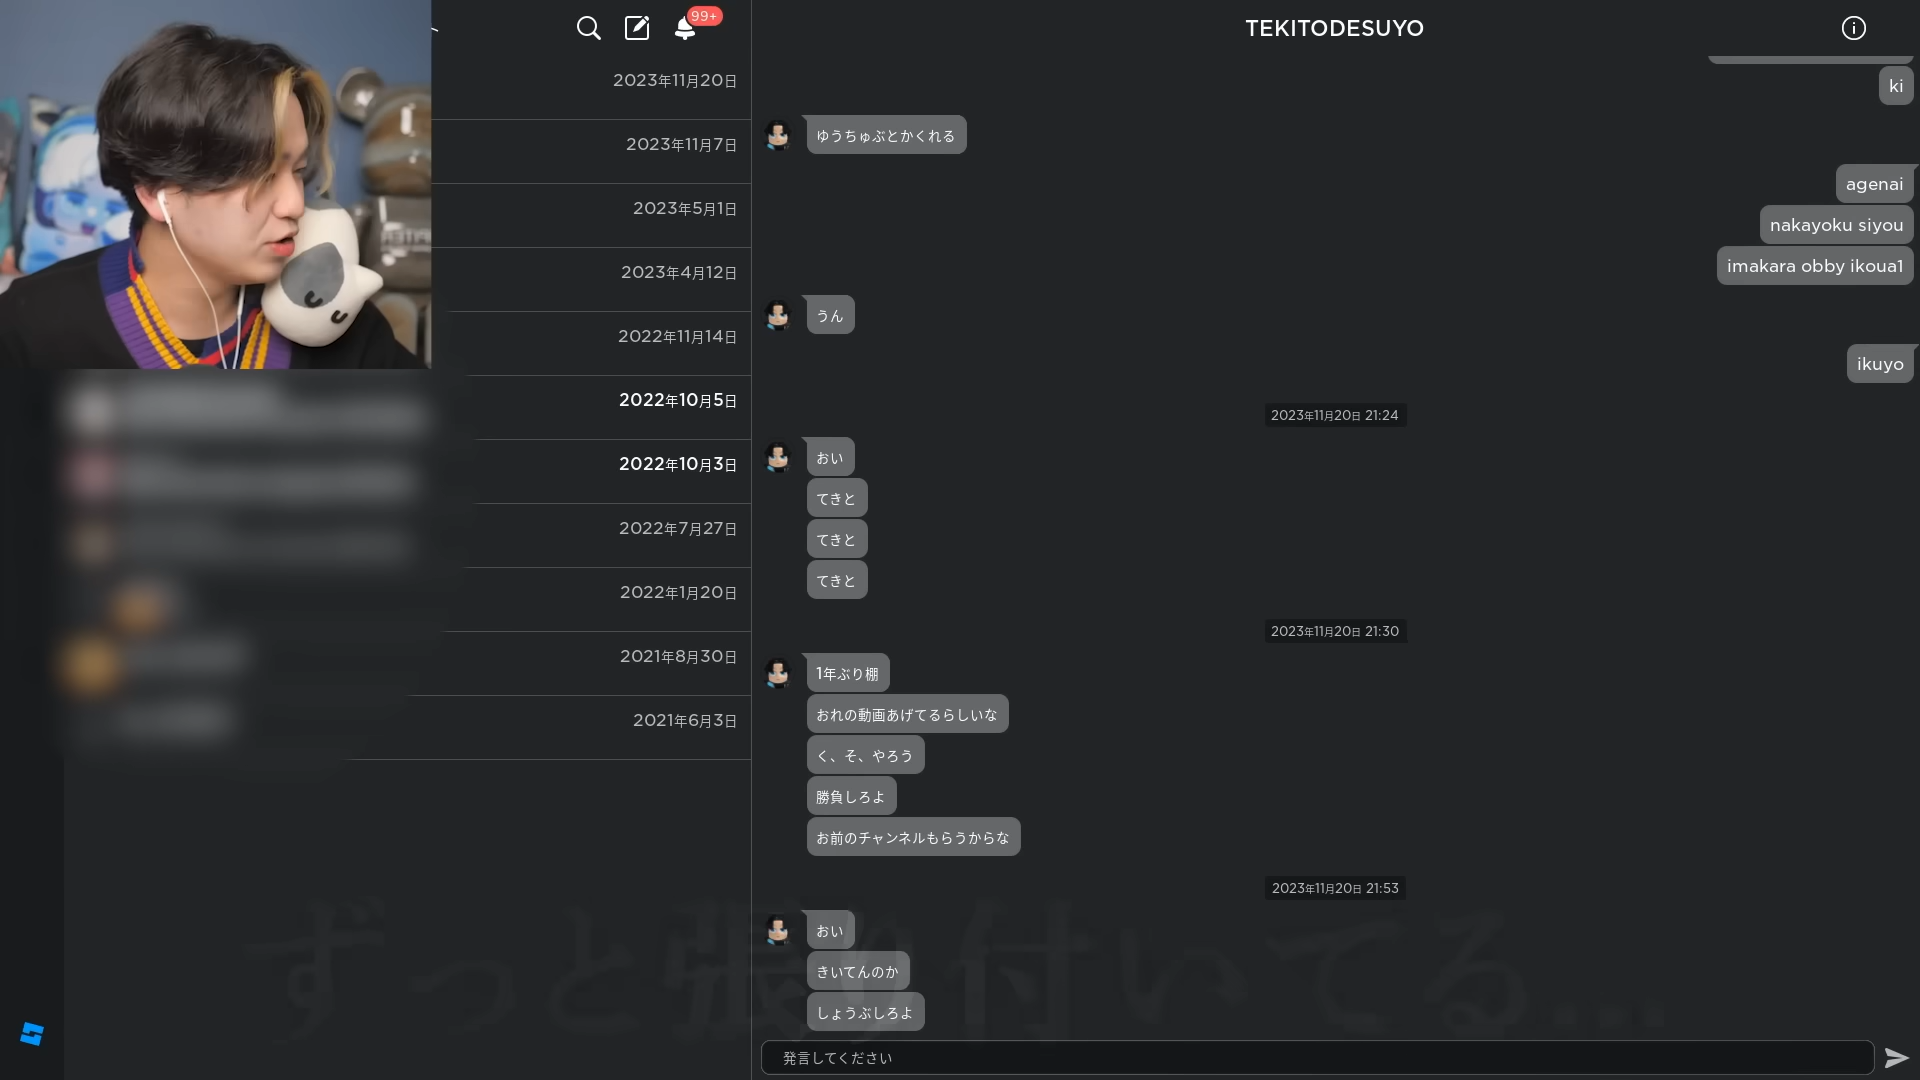 99+
TEKITODESUYO
2023年11月20日
2023年11月7日
2023年5月1日
2023年4月12日
2022年11月14日
2022年10月5日
2022年10月3日
2022年7月27日
2022年1月20日
2021年8月30日
2021年6月3日
ki
ゆうちゅぶとかくれる
agenai
nakayoku siyou
imakara obby ikoua1
うん
ikuyo
2023年11月20日 21:24
おい
てきと
てきと
てきと
2023年11月20日 21:30
1年ぶり棚
おれの動画あげてるらしいな
く、そ、やろう
勝負しろよ
お前のチャンネルもらうからな
2023年11月20日 21:53
おい
きいてんのか
しょうぶしろよ
ずっと張り付いてる...
発言してください